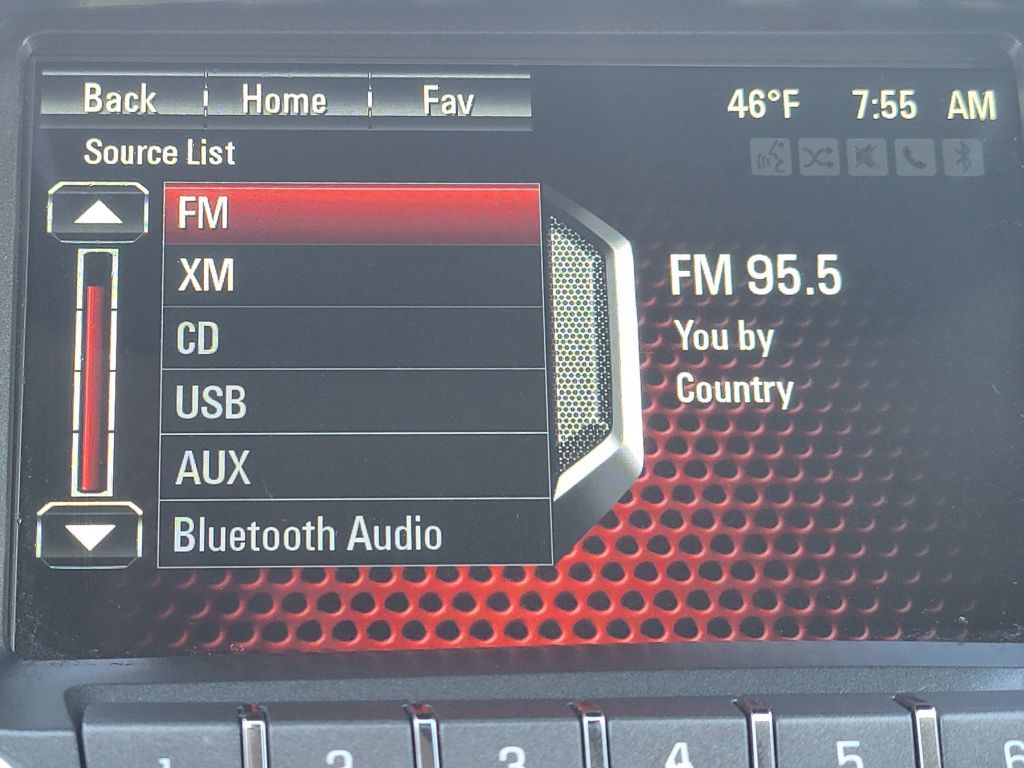 Back Home Fav 46°F 7:55 AM
Source List
FM
XM
CD
USB
AUX
Bluetooth Audio
FM 95.5
You by
Country
1 2 3 4 5 6